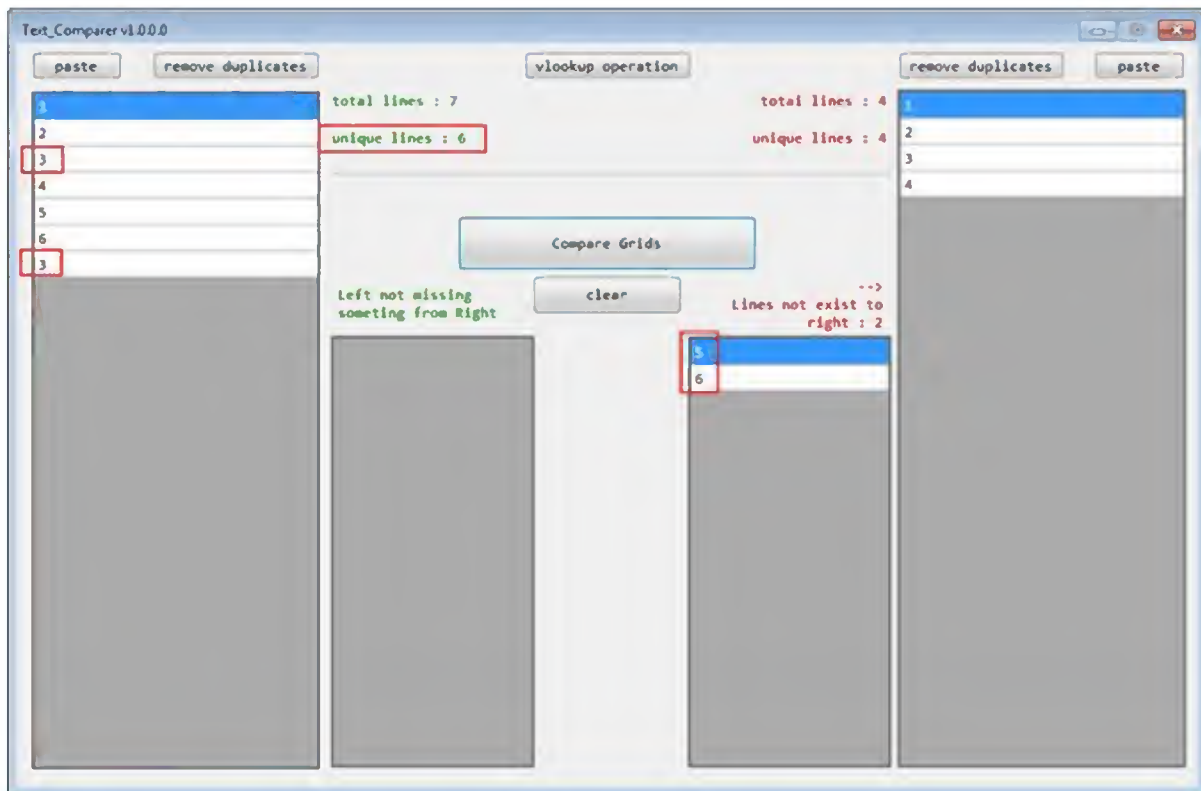 Text_Comparer v1.0.0.0
paste
remove duplicates
vlookup operation
remove duplicates
paste
1
2
3
4
5
6
3
total lines : 7
unique lines : 6
total lines : 4
unique lines : 4
1
2
3
4
Compare Grids
clear
Left not missing
someting from Right
-->
Lines not exist to
right : 2
5
6